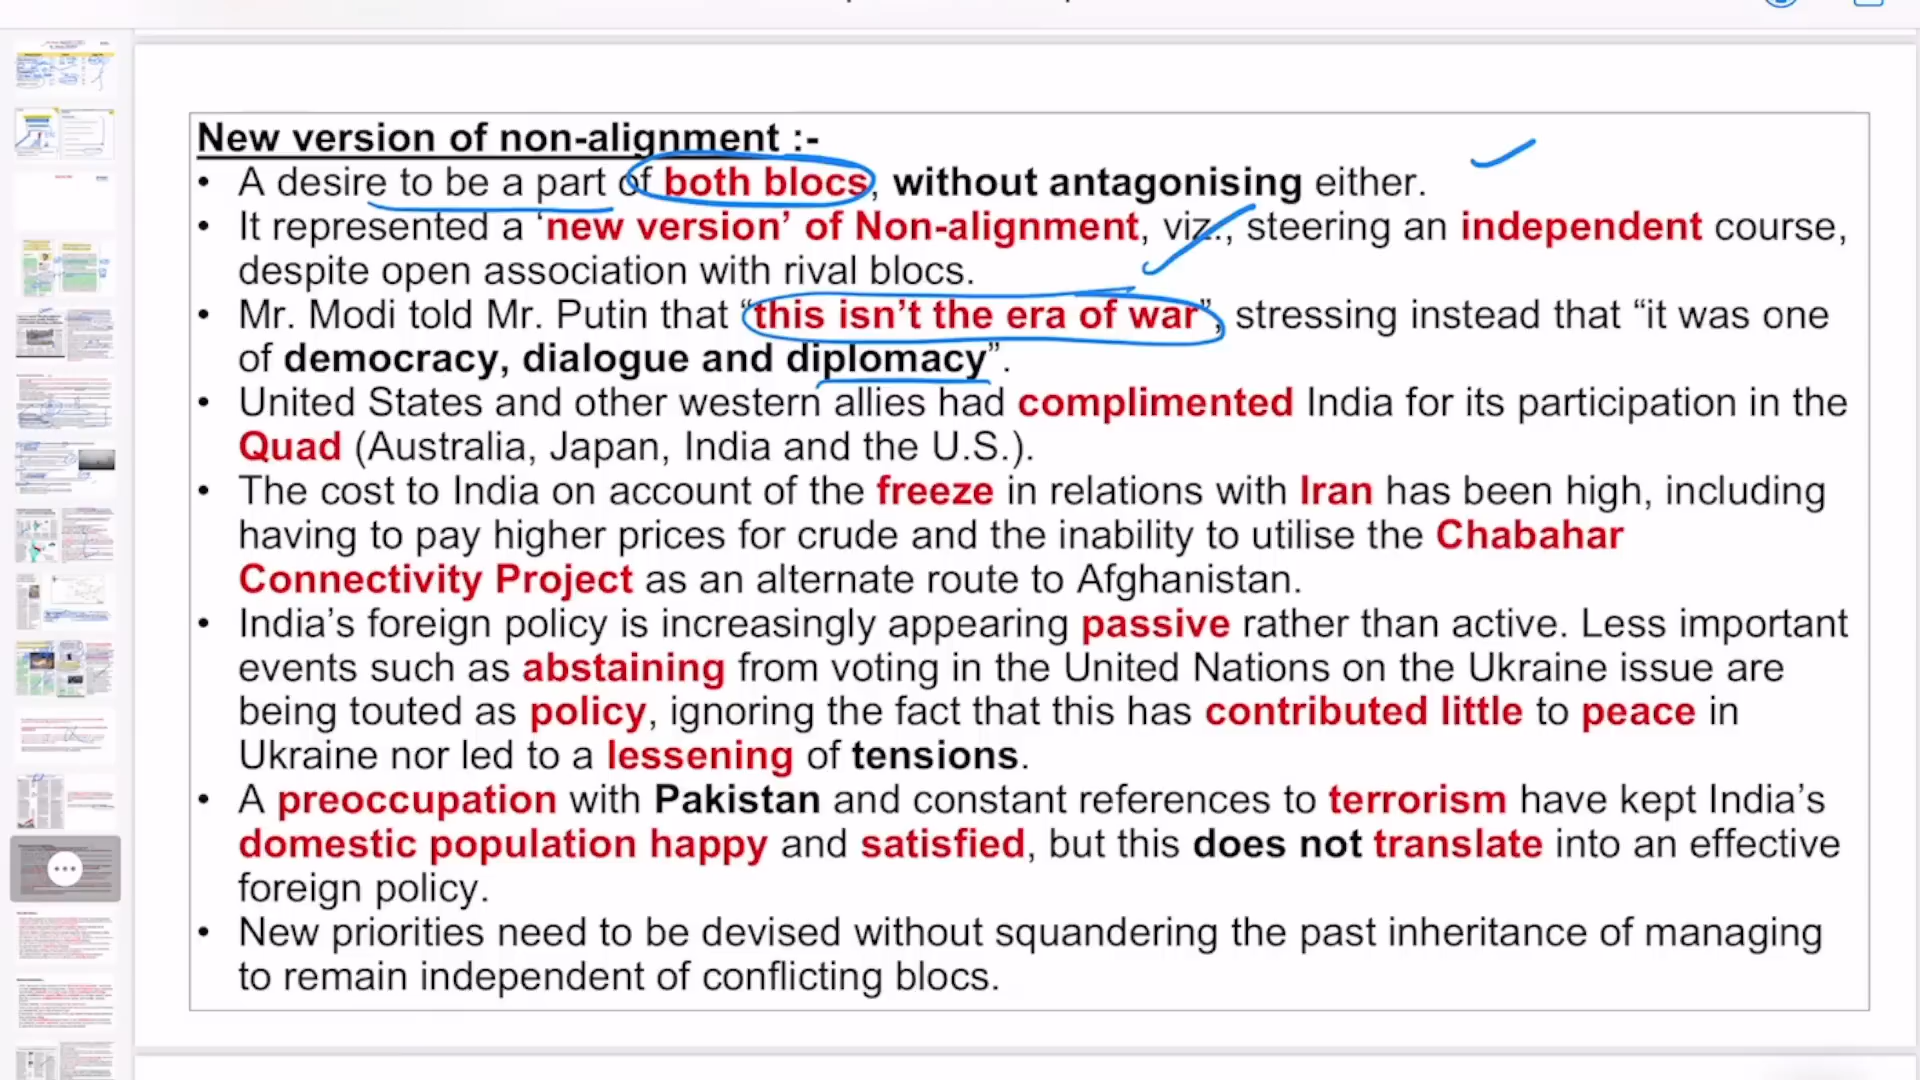 New version of non-alignment :-
• A desire to be a part of both blocs, without antagonising either.
• It represented a ‘new version’ of Non-alignment, viz., steering an independent course,
despite open association with rival blocs.
• Mr. Modi told Mr. Putin that “this isn’t the era of war”, stressing instead that “it was one
of democracy, dialogue and diplomacy”.
• United States and other western allies had complimented India for its participation in the
Quad (Australia, Japan, India and the U.S.).
• The cost to India on account of the freeze in relations with Iran has been high, including
having to pay higher prices for crude and the inability to utilise the Chabahar
Connectivity Project as an alternate route to Afghanistan.
• India’s foreign policy is increasingly appearing passive rather than active. Less important
events such as abstaining from voting in the United Nations on the Ukraine issue are
being touted as policy, ignoring the fact that this has contributed little to peace in
Ukraine nor led to a lessening of tensions.
• A preoccupation with Pakistan and constant references to terrorism have kept India’s
domestic population happy and satisfied, but this does not translate into an effective
foreign policy.
• New priorities need to be devised without squandering the past inheritance of managing
to remain independent of conflicting blocs.